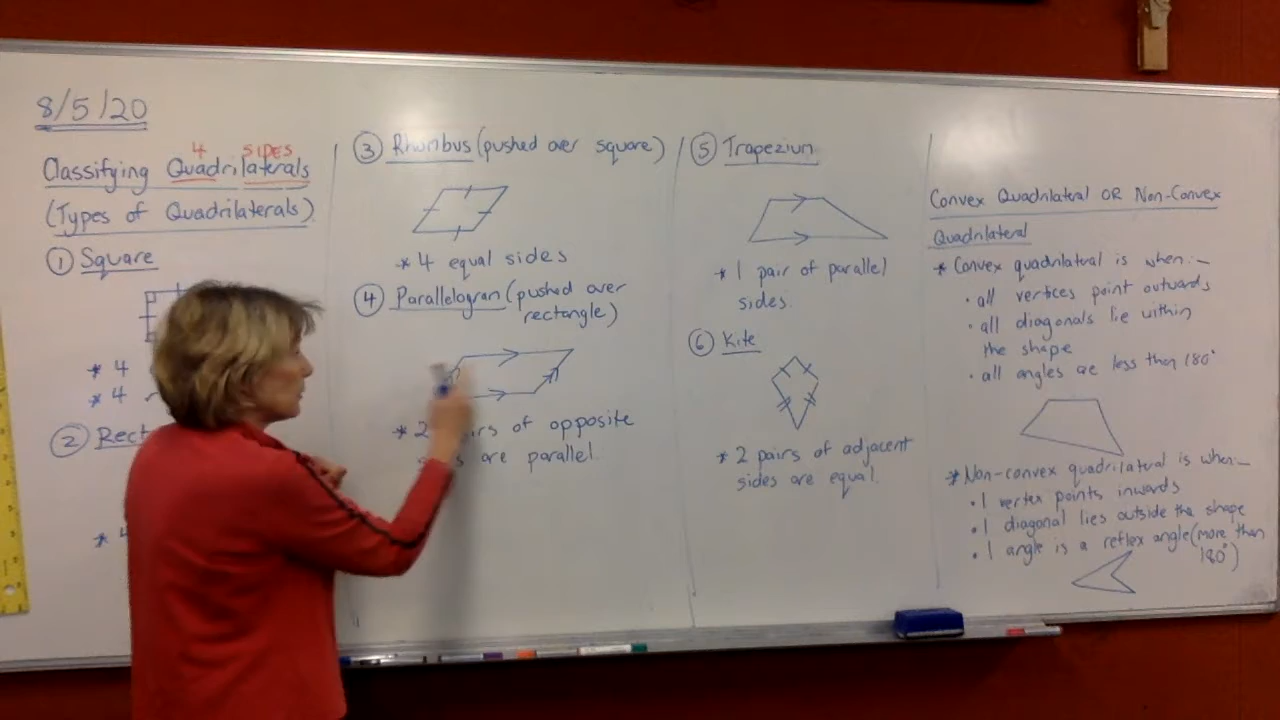 8/5/20
4 SIDES
Classifying Quadrilaterals
(Types of Quadrilaterals)
① Square
* 4
* 4
② Rect
* 4
③ Rhombus (pushed over square)
* 4 equal sides
④ Parallelogram (pushed over
rectangle)
* 2 irs of opposite
are parallel.
⑤ Trapezium
* 1 pair of parallel
sides.
⑥ Kite
* 2 pairs of adjacent
sides are equal.
Convex Quadrilateral OR Non-Convex
Quadrilateral
* Convex quadrilateral is when:-
· all vertices point outwards
· all diagonals lie within
the shape
· all angles are less than 180°
* Non-convex quadrilateral is when:-
· 1 vertex points inwards
· 1 diagonal lies outside the shape
· 1 angle is a reflex angle (more than
180°)